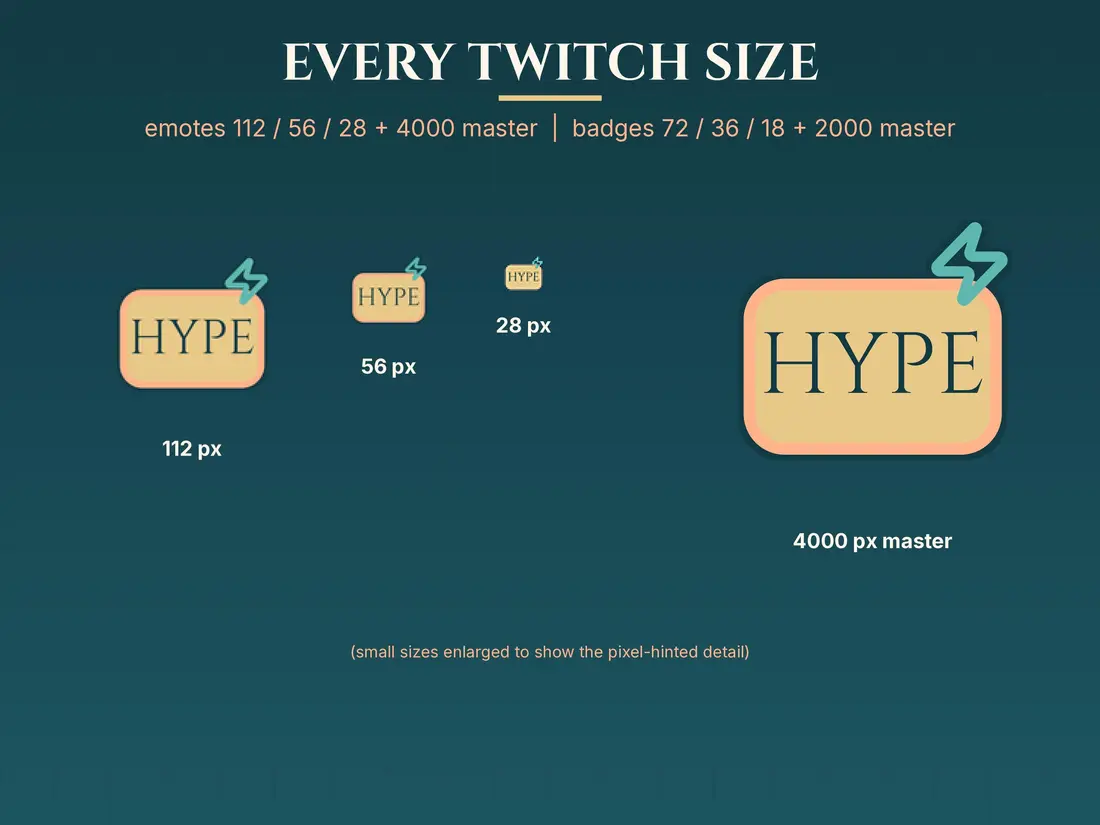 EVERY TWITCH SIZE
emotes 112 / 56 / 28 + 4000 master | badges 72 / 36 / 18 + 2000 master
HYPE
112 px
HYPE
56 px
HYPE
28 px
HYPE
4000 px master
(small sizes enlarged to show the pixel-hinted detail)